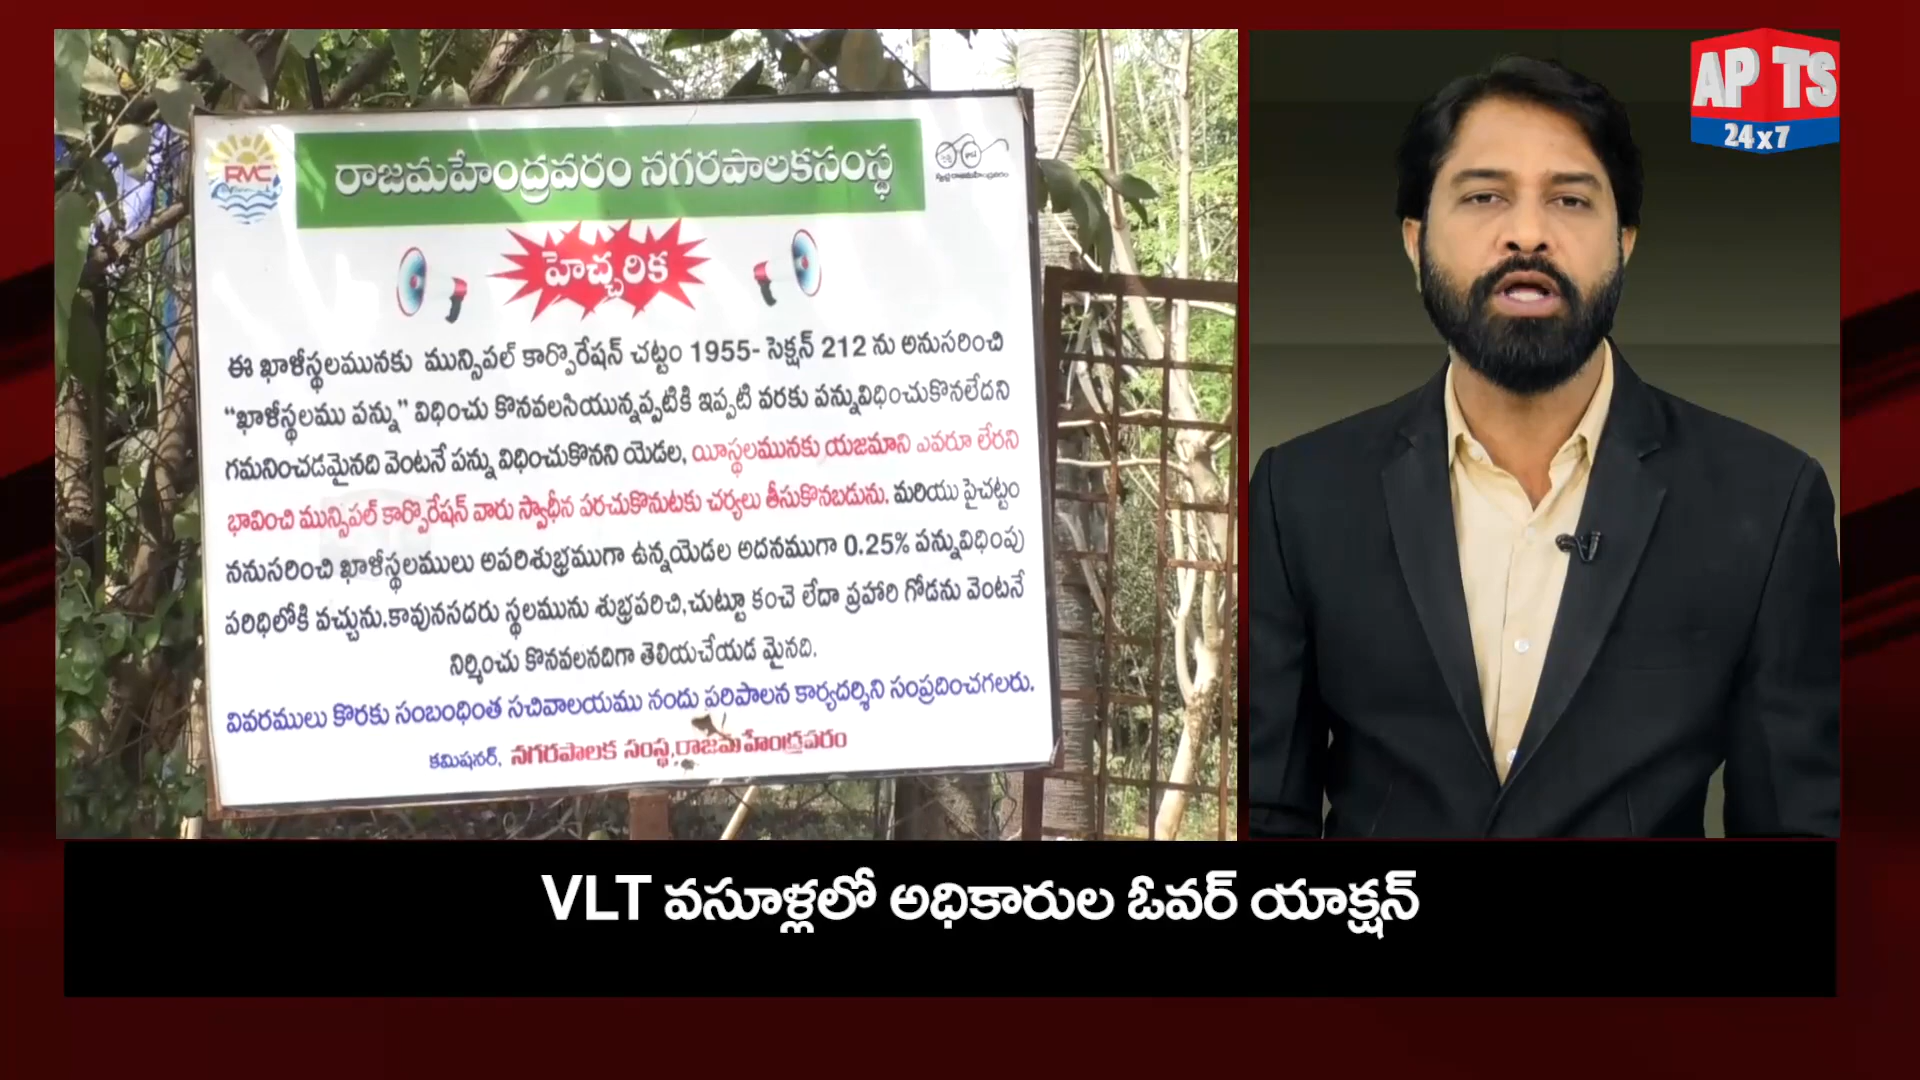 RMC
రాజమహేంద్రవరం నగరపాలకసంస్థ
హెచ్చరిక
ఈ ఖాళీస్థలమునకు మున్సిపల్ కార్పొరేషన్ చట్టం 1955- సెక్షన్ 212 ను అనుసరించి
“ఖాళీస్థలము పన్ను” విధించు కొనవలసియున్నప్పటికి ఇప్పటి వరకు పన్నువిధించుకొనలేదని
గమనించడమైనది వెంటనే పన్ను విధించుకొనని యెడల, యీస్థలమునకు యజమాని ఎవరూ లేరని
భావించి మున్సిపల్ కార్పొరేషన్ వారు స్వాధీన పరచుకొనుటకు చర్యలు తీసుకొనబడును. మరియు పైచట్టం
ననుసరించి ఖాళీస్థలములు అపరిశుభ్రముగా ఉన్నయెడల అదనముగా 0.25% పన్నువిధింపు
పరిధిలోకి వచ్చును.కావునసదరు స్థలమును శుభ్రపరిచి,చుట్టూ కంచె లేదా ప్రహారి గోడను వెంటనే
నిర్మించు కొనవలనదిగా తెలియచేయడ మైనది.
వివరములు కొరకు సంబంధింత సచివాలయము నందు పరిపాలన కార్యదర్శిని సంప్రదించగలరు.
కమిషనర్, నగరపాలక సంస్థ,రాజమహేంద్రవరం
AP TS
24x7
VLT వసూళ్లలో అధికారుల ఓవర్ యాక్షన్